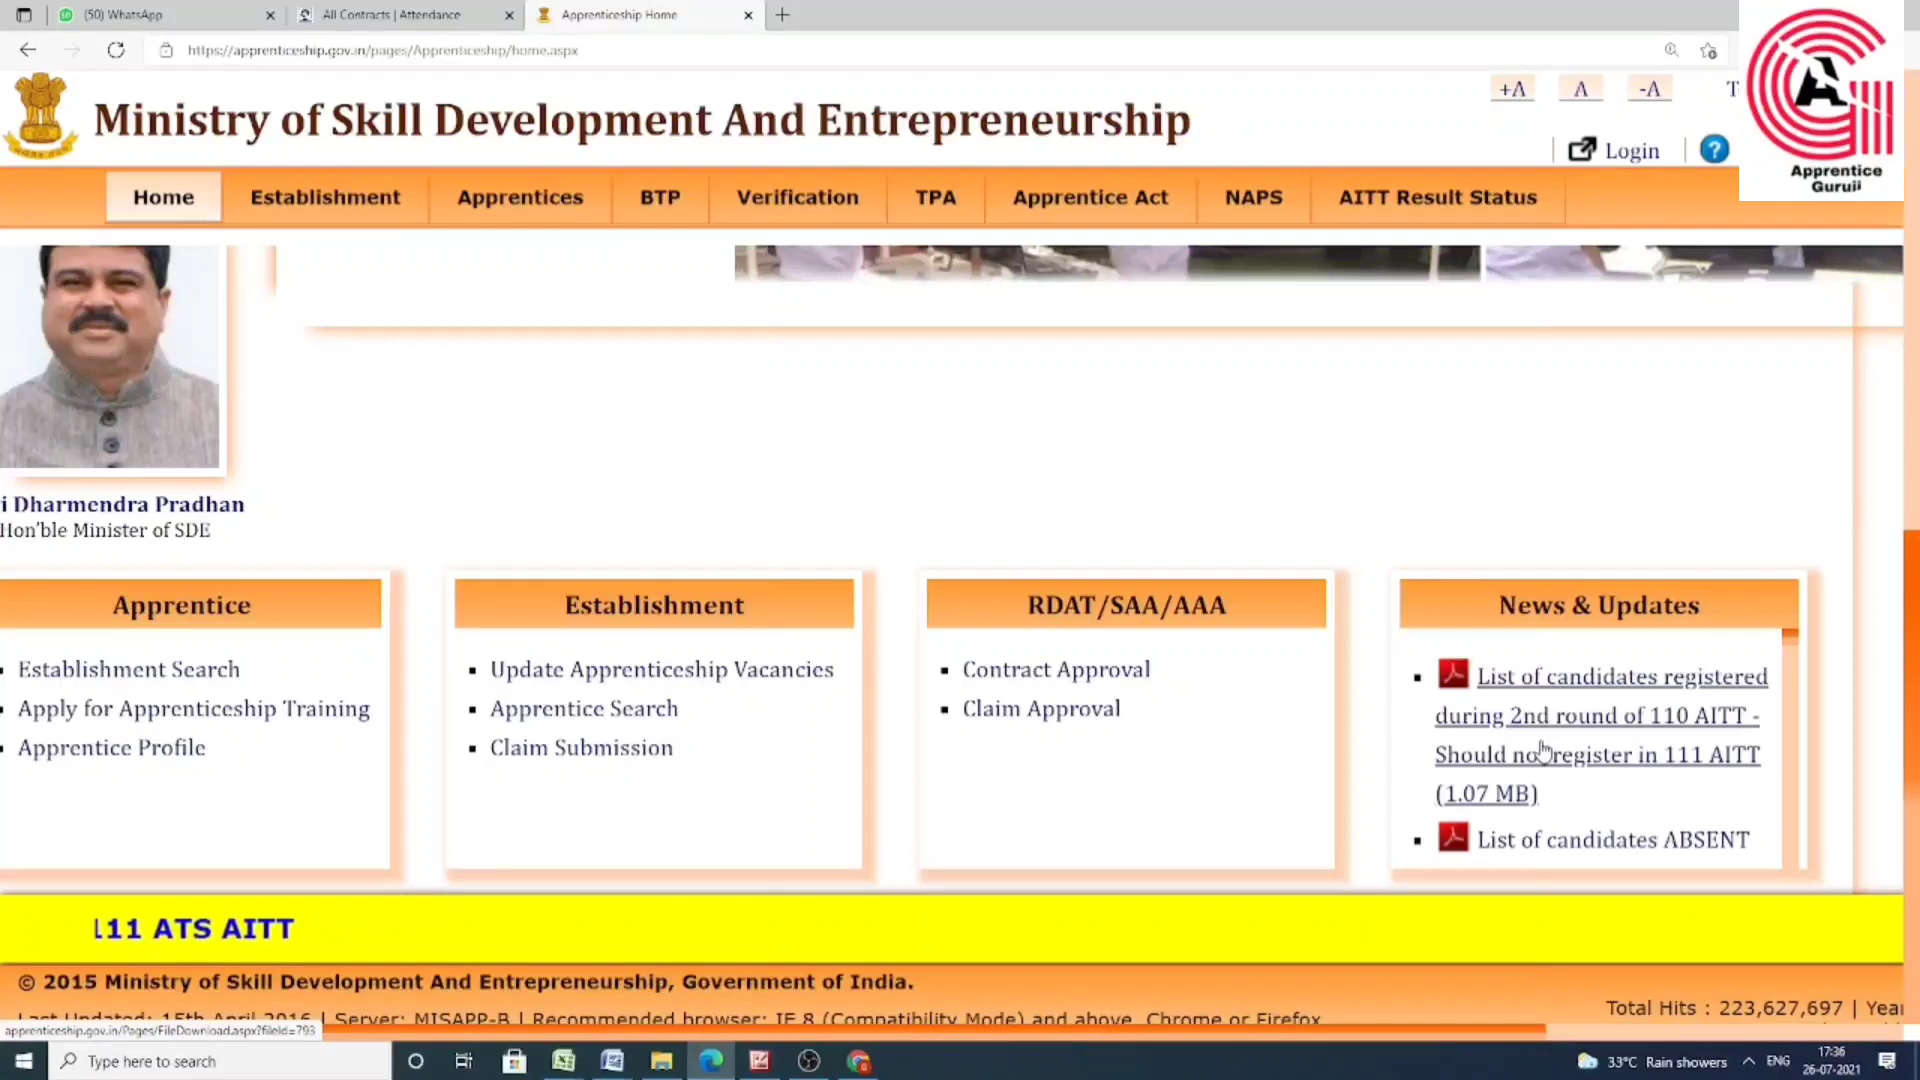 (50) WhatsApp
All Contracts | Attendance
Apprenticeship Home
https://apprenticeship.gov.in/pages/Apprenticeship/home.aspx
Ministry of Skill Development And Entrepreneurship
+A
A
-A
Login
?
Apprentice
Guruji
Home
Establishment
Apprentices
BTP
Verification
TPA
Apprentice Act
NAPS
AITT Result Status
i Dharmendra Pradhan
Hon'ble Minister of SDE
Apprentice
Establishment Search
Apply for Apprenticeship Training
Apprentice Profile
Establishment
Update Apprenticeship Vacancies
Apprentice Search
Claim Submission
RDAT/SAA/AAA
Contract Approval
Claim Approval
News & Updates
List of candidates registered
during 2nd round of 110 AITT -
Should not register in 111 AITT
(1.07 MB)
List of candidates ABSENT
111 ATS AITT
© 2015 Ministry of Skill Development And Entrepreneurship, Government of India.
Total Hits : 223,627,697 | Year
Last Updated: 15th April 2016 | Server: MISAPP-B | Recommended browser: IE 8 (Compatibility Mode) and above, Chrome or Firefox
apprenticeship.gov.in/Pages/FileDownload.aspx?fileId=793
Type here to search
33°C Rain showers
ENG
17:36
26-07-2021